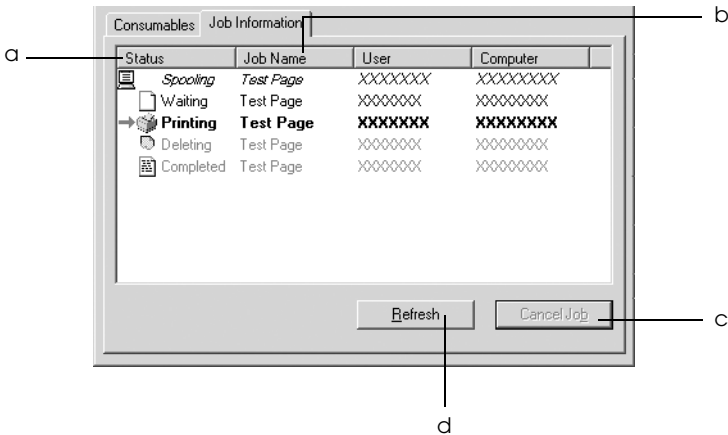 b
Consumables Job Information
a
Status Job Name User Computer
Spooling Test Page XXXXXXX XXXXXXXX
Waiting Test Page XXXXXXX XXXXXXXX
Printing Test Page XXXXXXX XXXXXXXX
Deleting Test Page XXXXXXX XXXXXXXX
Completed Test Page XXXXXXX XXXXXXXX
Refresh Cancel Job
c
d